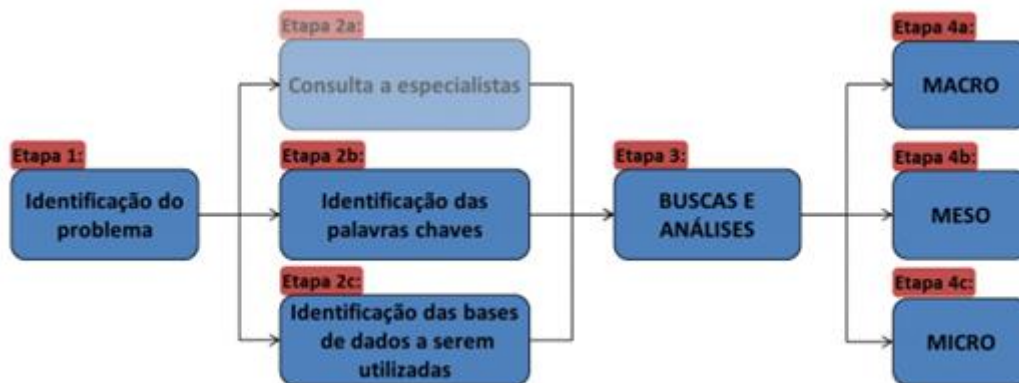 Etapa 1:
Identificação do
problema
Etapa 2a:
Consulta a especialistas
Etapa 2b:
Identificação das
palavras chaves
Etapa 2c:
Identificação das bases
de dados a serem
utilizadas
Etapa 3:
BUSCAS E
ANÁLISES
Etapa 4a:
MACRO
Etapa 4b:
MESO
Etapa 4c:
MICRO